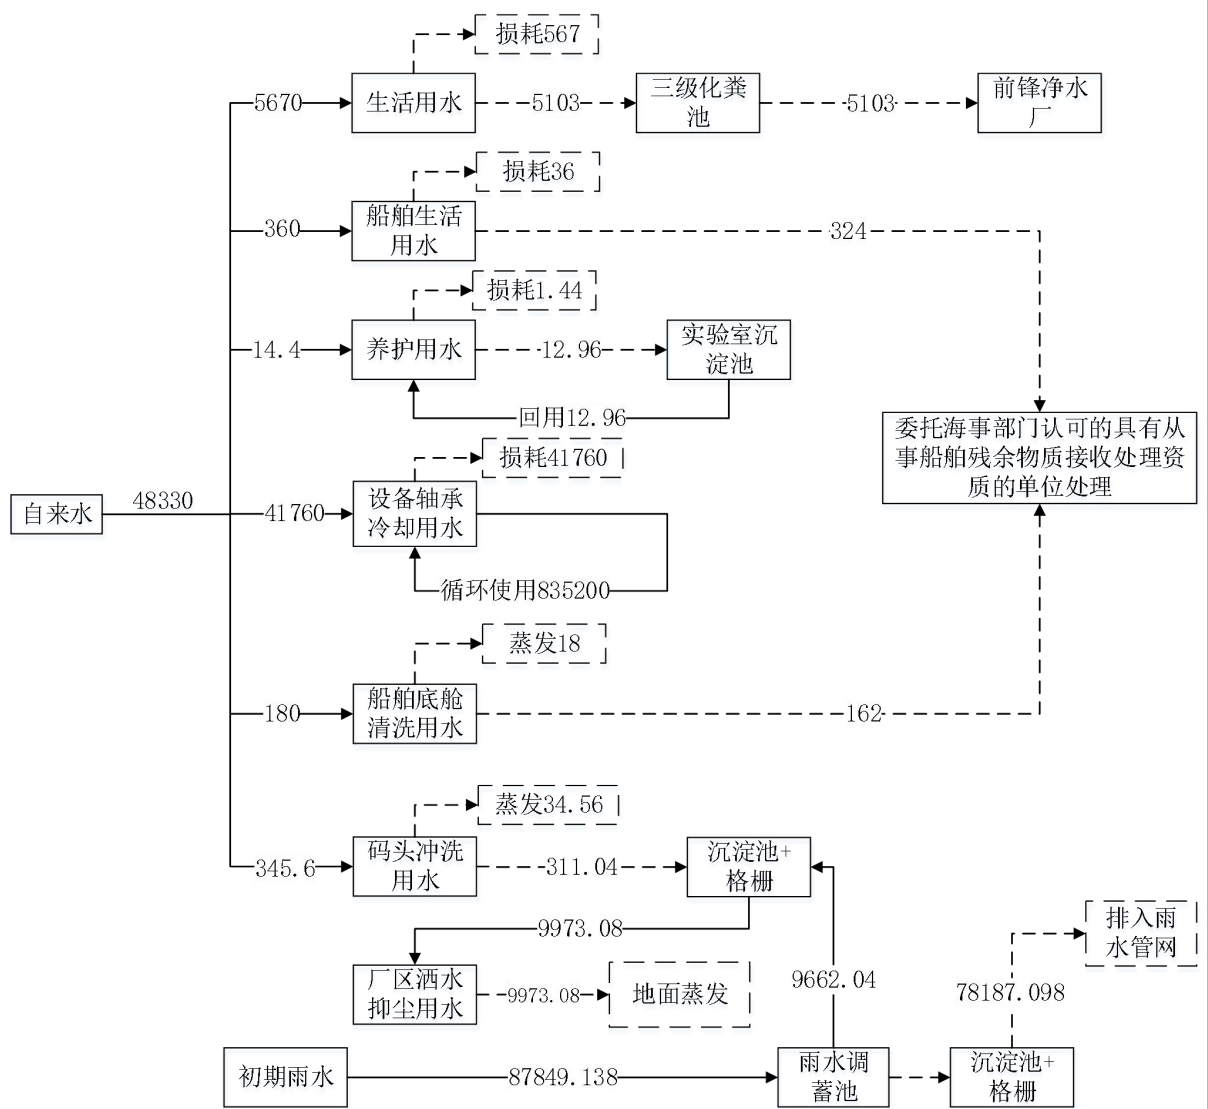 损耗567
5670
生活用水
5103
三级化粪
池
5103
前锋净水
厂
损耗36
360
船舶生活
用水
324
损耗1.44
14.4
养护用水
12.96
实验室沉
淀池
回用12.96
委托海事部门认可的具有从
事船舶残余物质接收处理资
质的单位处理
损耗41760
自来水
48330
41760
设备轴承
冷却用水
循环使用835200
蒸发18
180
船舶底舱
清洗用水
162
蒸发34.56
345.6
码头冲洗
用水
311.04
沉淀池+
格栅
9973.08
厂区洒水
抑尘用水
9973.08
地面蒸发
9662.04
78187.098
排入雨
水管网
初期雨水
87849.138
雨水调
蓄池
沉淀池+
格栅